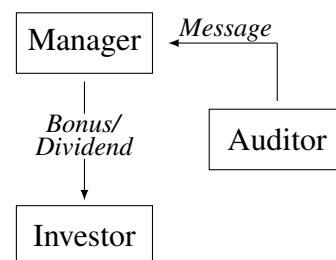 Message
Manager
Bonus/
Dividend
Auditor
Investor